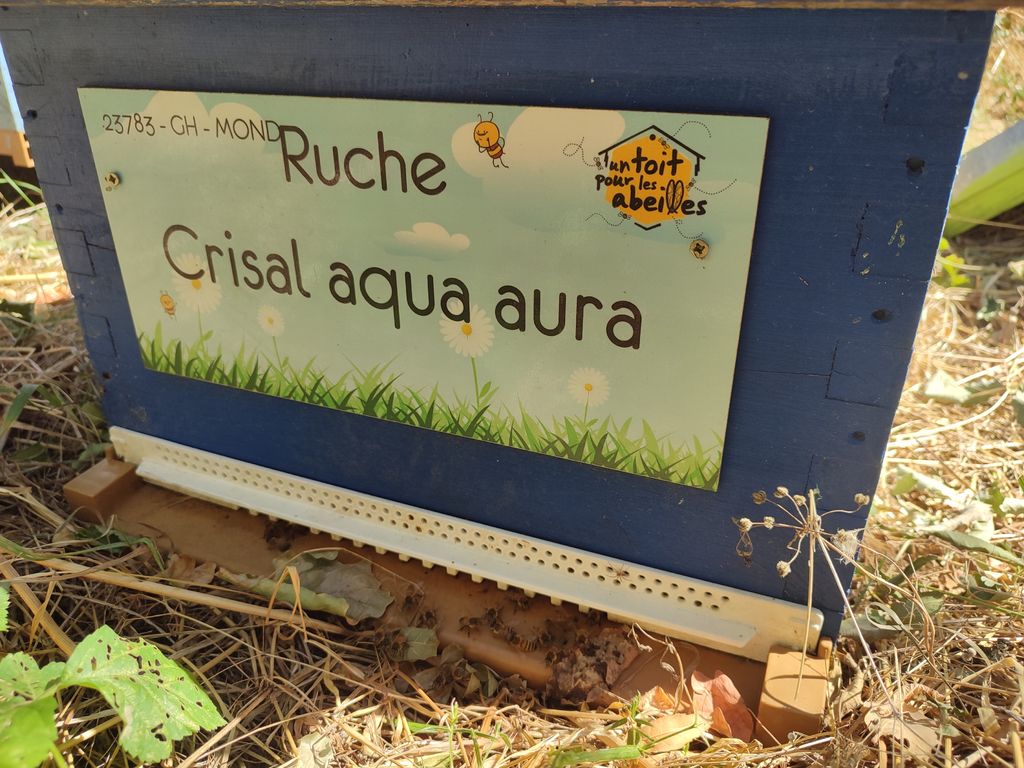 23783 - GH - MOND
Ruche
un toit
pour les
abeilles
Crisal aqua aura